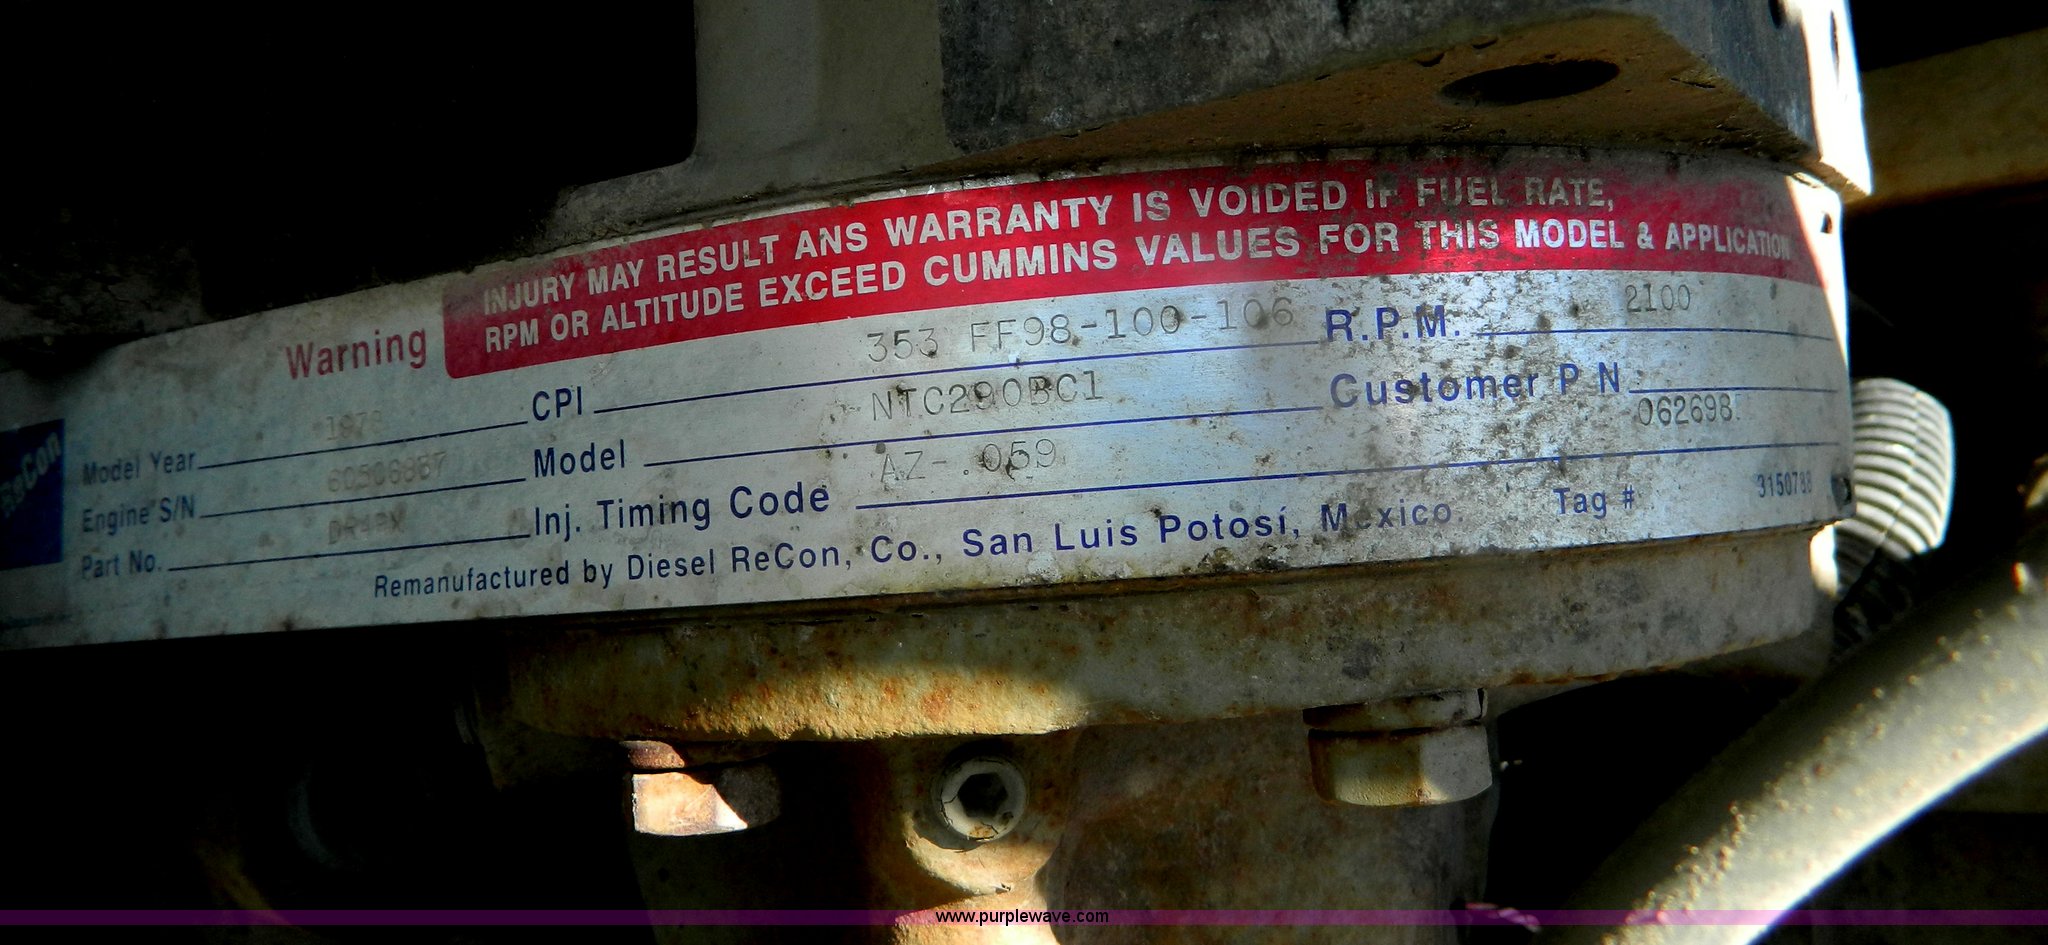 Warning
INJURY MAY RESULT ANS WARRANTY IS VOIDED IF FUEL RATE,
RPM OR ALTITUDE EXCEED CUMMINS VALUES FOR THIS MODEL & APPLICATION
ReCon
Model Year CPI 353 FF98-100-106 R.P.M. 2100
Engine S/N Model NTC290BC1 Customer P N 062698
Part No. Inj. Timing Code AZ-.059
Remanufactured by Diesel ReCon, Co., San Luis Potosí, Mexico. Tag # 3150788
www.purplewave.com